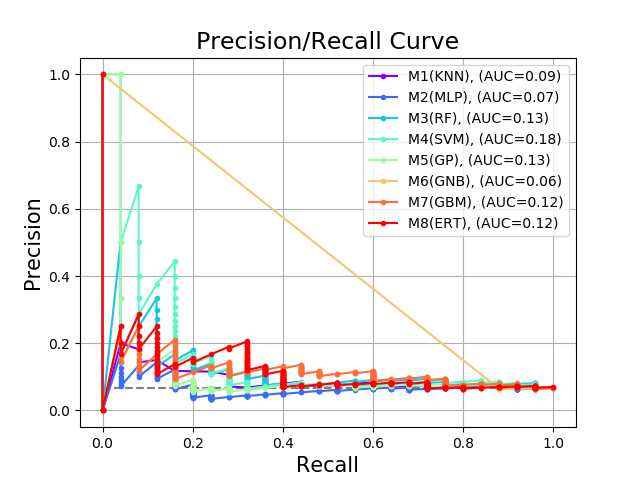 Precision/Recall Curve
M1(KNN), (AUC=0.09)
M2(MLP), (AUC=0.07)
M3(RF), (AUC=0.13)
M4(SVM), (AUC=0.18)
M5(GP), (AUC=0.13)
M6(GNB), (AUC=0.06)
M7(GBM), (AUC=0.12)
M8(ERT), (AUC=0.12)
Precision
1.0
0.8
0.6
0.4
0.2
0.0
0.0 0.2 0.4 0.6 0.8 1.0
Recall